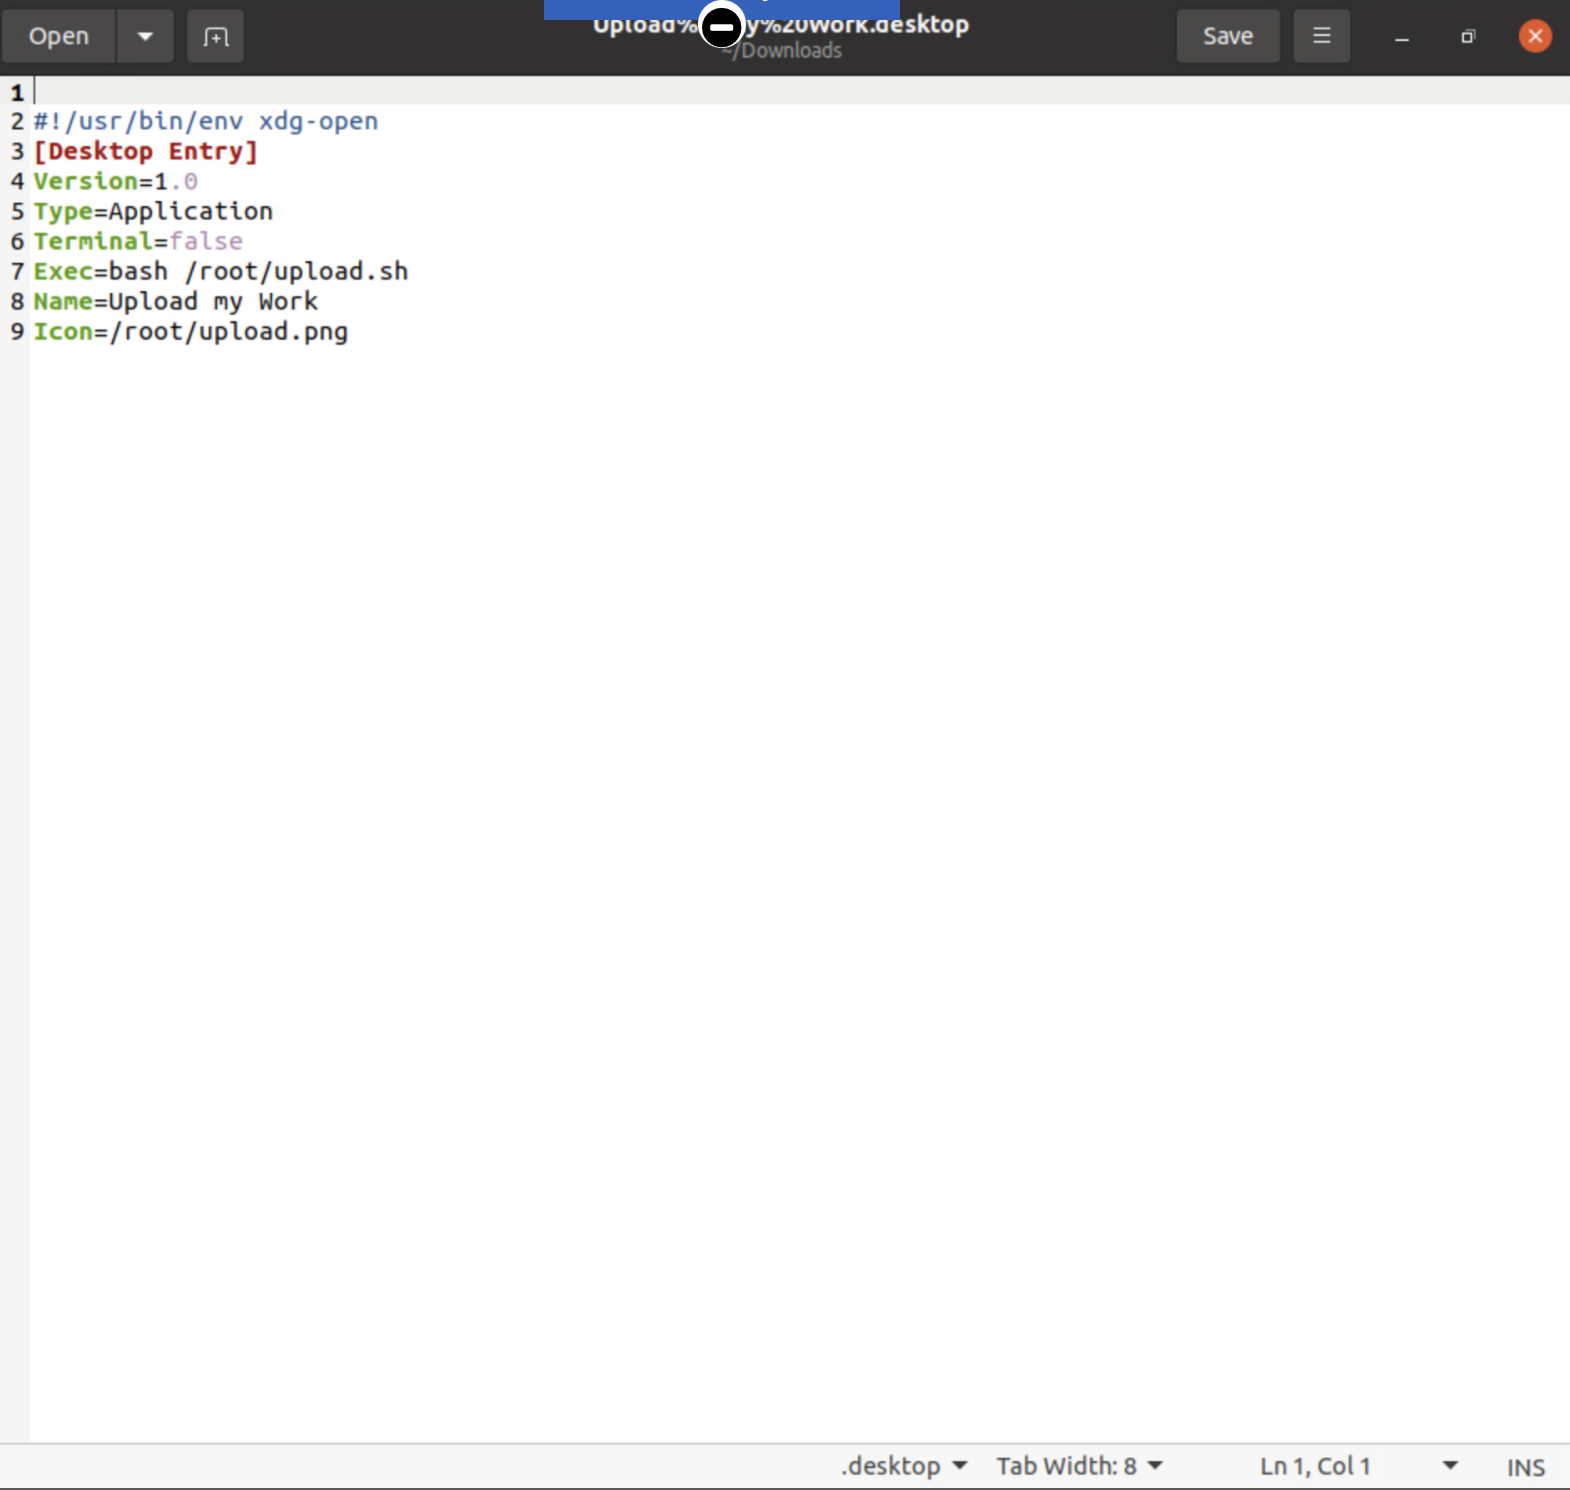 Open
y%20Work.desktop
~/Downloads
Save
1
2 #!/usr/bin/env xdg-open
3 [Desktop Entry]
4 Version=1.0
5 Type=Application
6 Terminal=false
7 Exec=bash /root/upload.sh
8 Name=Upload my Work
9 Icon=/root/upload.png
.desktop Tab Width: 8 Ln 1, Col 1 INS